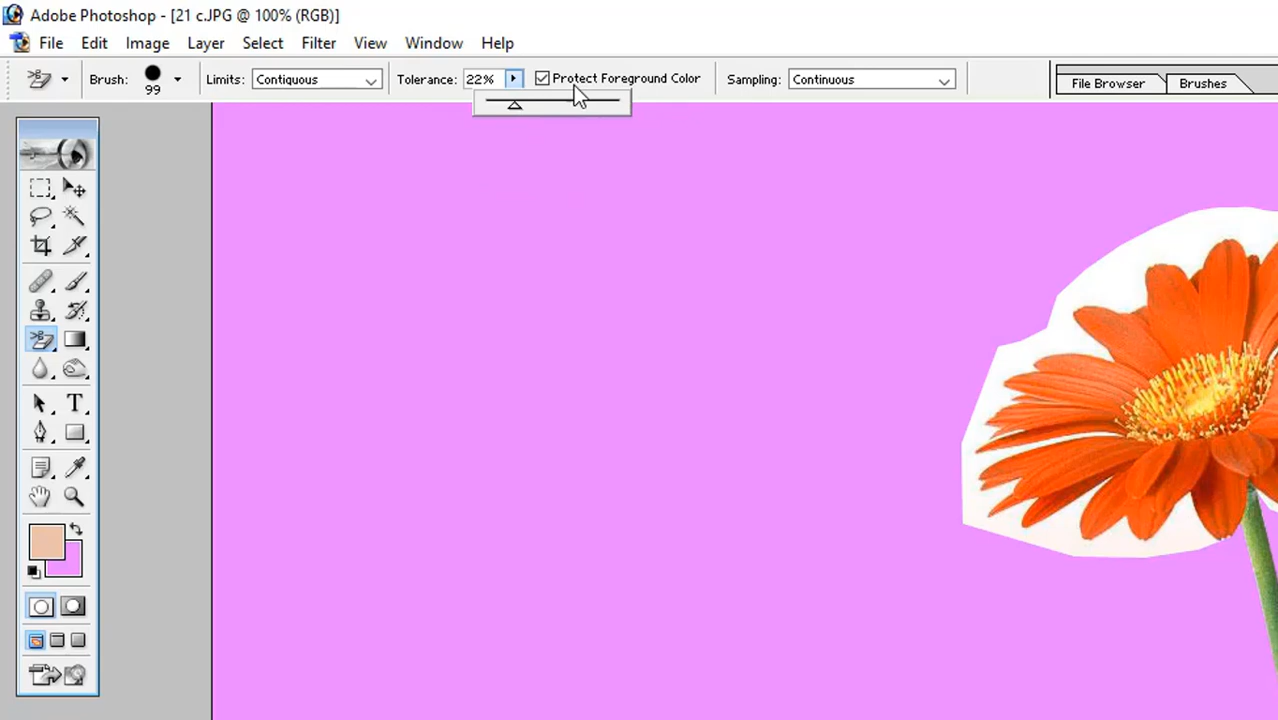 Adobe Photoshop - [21 c.JPG @ 100% (RGB)]
File Edit Image Layer Select Filter View Window Help
Brush: 99 Limits: Contiguous Tolerance: 22% Protect Foreground Color Sampling: Continuous File Browser Brushes
T